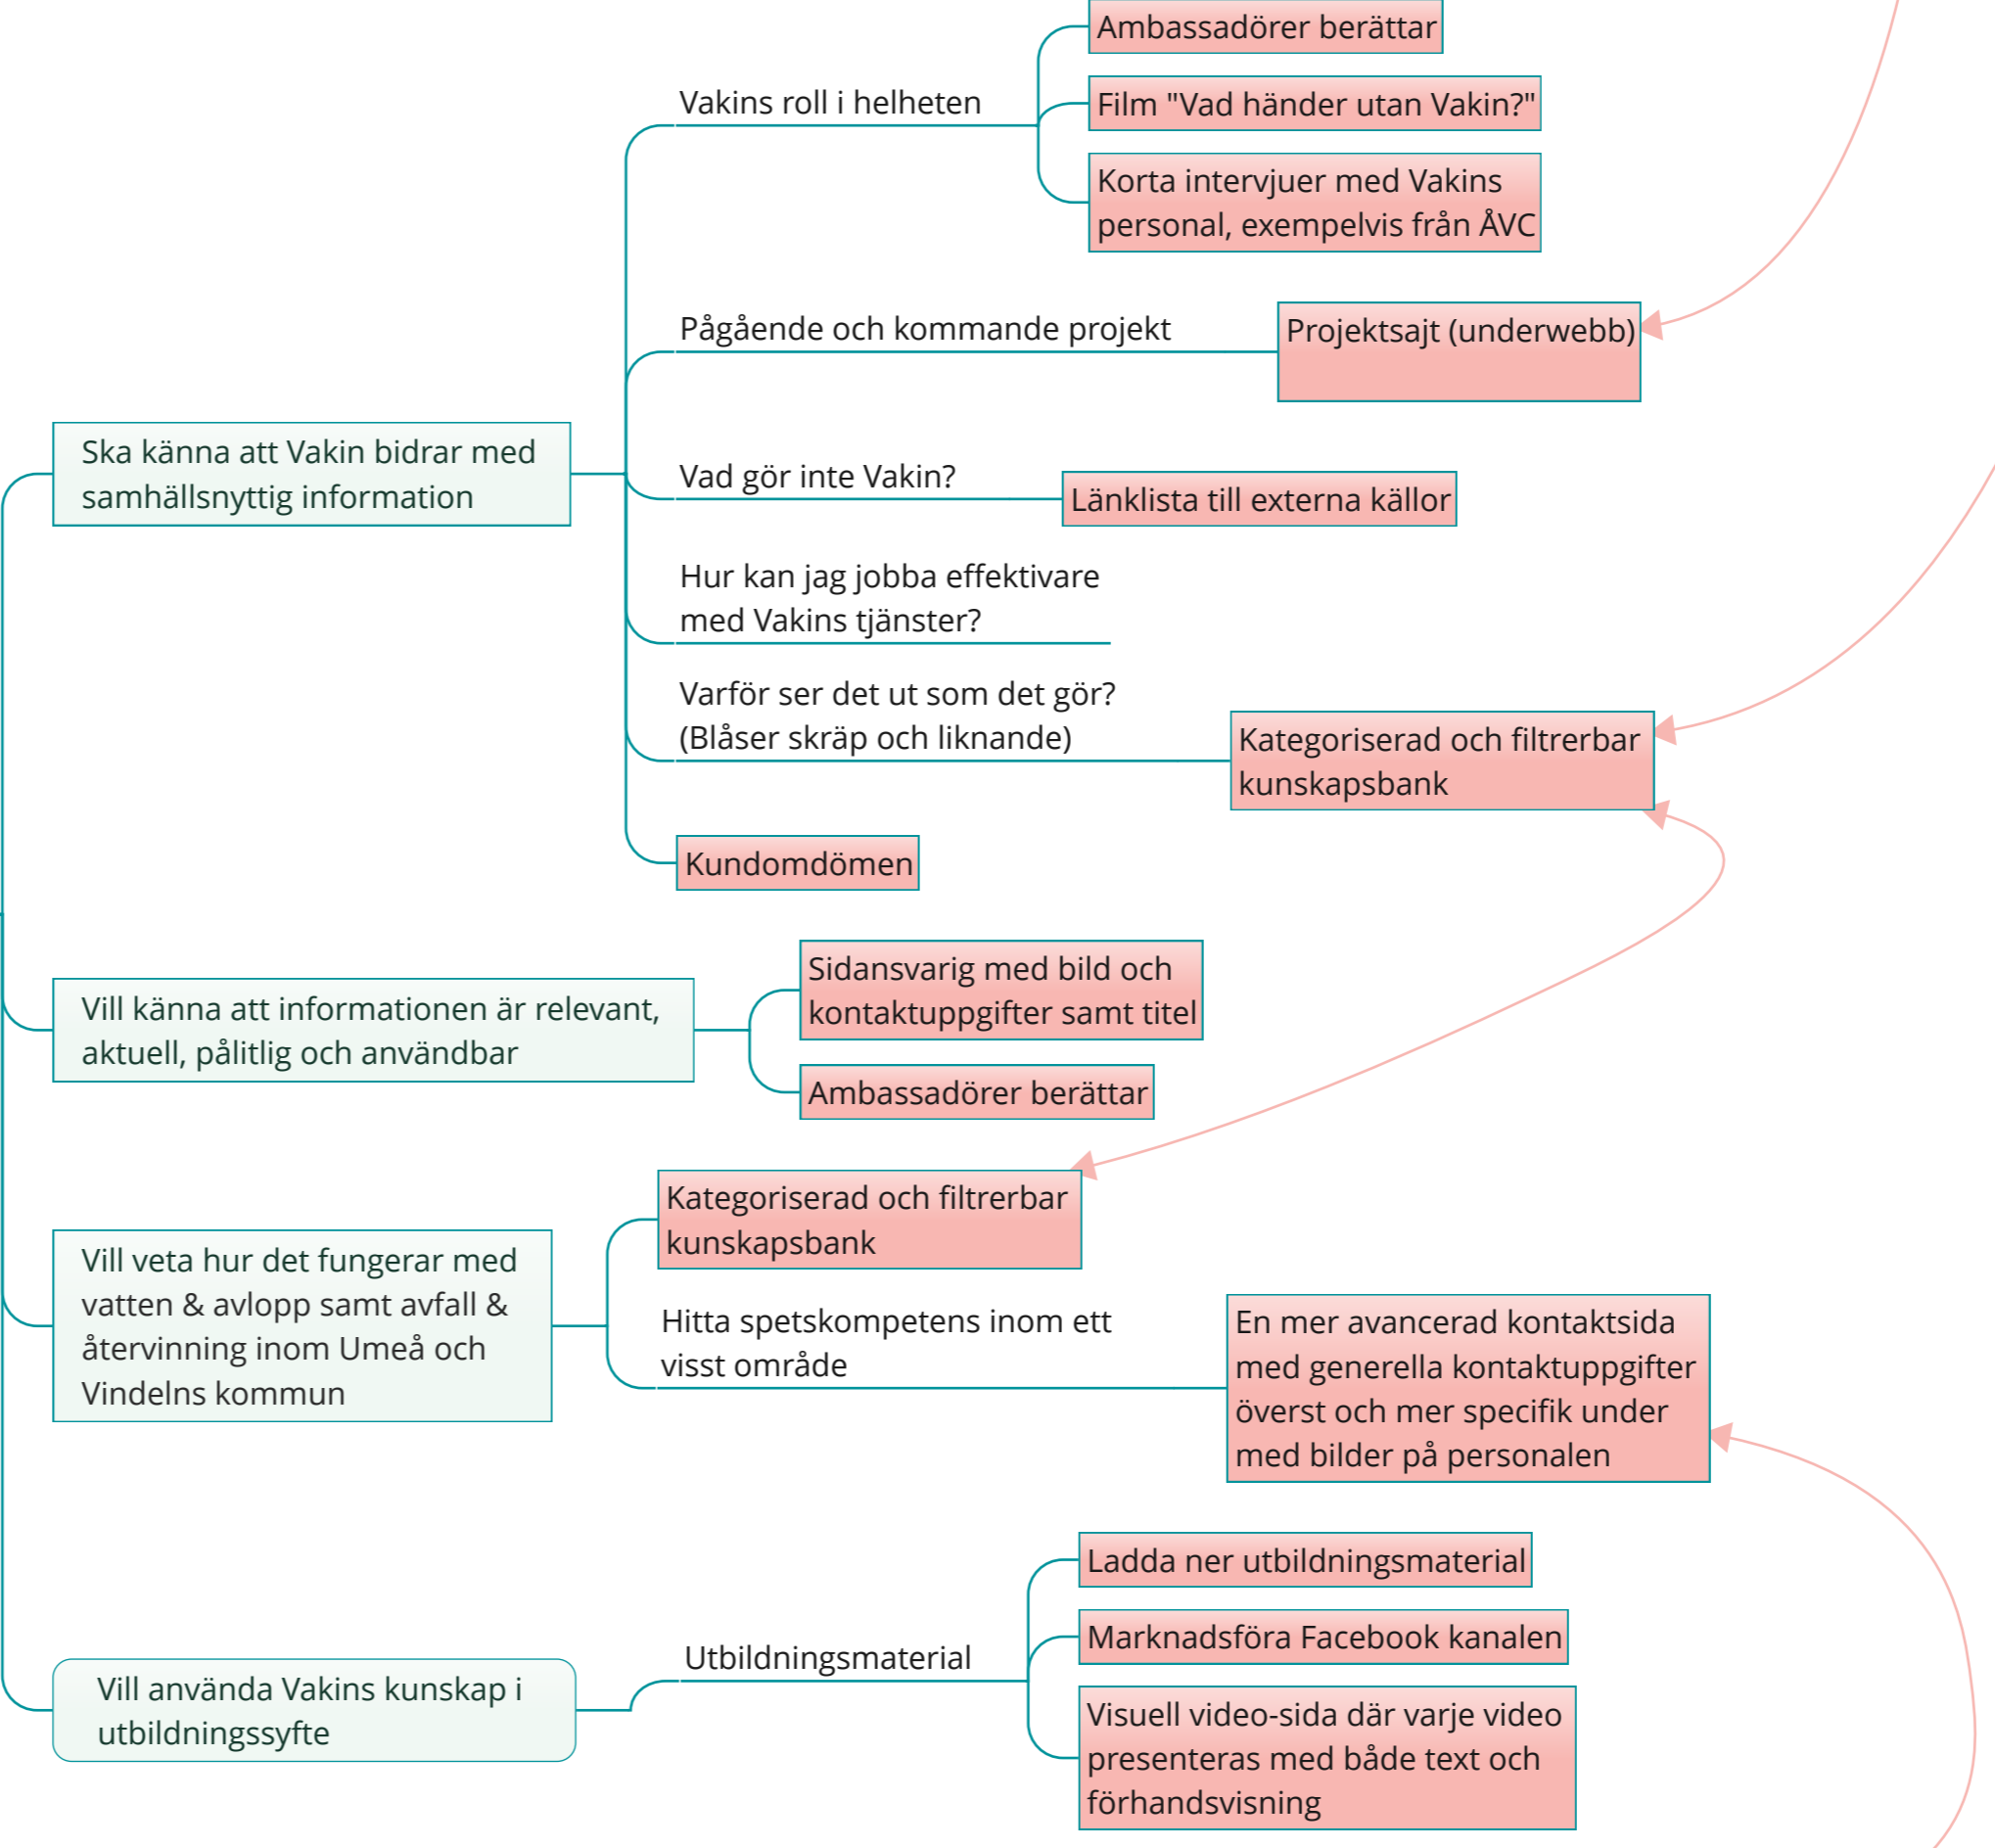 Ambassadörer berättar
Vakins roll i helheten
Film "Vad händer utan Vakin?"
Korta intervjuer med Vakins
personal, exempelvis från ÅVC
Pågående och kommande projekt
Projektsajt (underwebb)
Ska känna att Vakin bidrar med
samhällsnyttig information
Vad gör inte Vakin?
Länklista till externa källor
Hur kan jag jobba effektivare
med Vakins tjänster?
Varför ser det ut som det gör?
(Blåser skräp och liknande)
Kategoriserad och filtrerbar
kunskapsbank
Kundomdömen
Vill känna att informationen är relevant,
aktuell, pålitlig och användbar
Sidansvarig med bild och
kontaktuppgifter samt titel
Ambassadörer berättar
Vill veta hur det fungerar med
vatten & avlopp samt avfall &
återvinning inom Umeå och
Vindelns kommun
Kategoriserad och filtrerbar
kunskapsbank
Hitta spetskompetens inom ett
visst område
En mer avancerad kontaktsida
med generella kontaktuppgifter
överst och mer specifik under
med bilder på personalen
Vill använda Vakins kunskap i
utbildningssyfte
Utbildningsmaterial
Ladda ner utbildningsmaterial
Marknadsföra Facebook kanalen
Visuell video-sida där varje video
presenteras med både text och
förhandsvisning